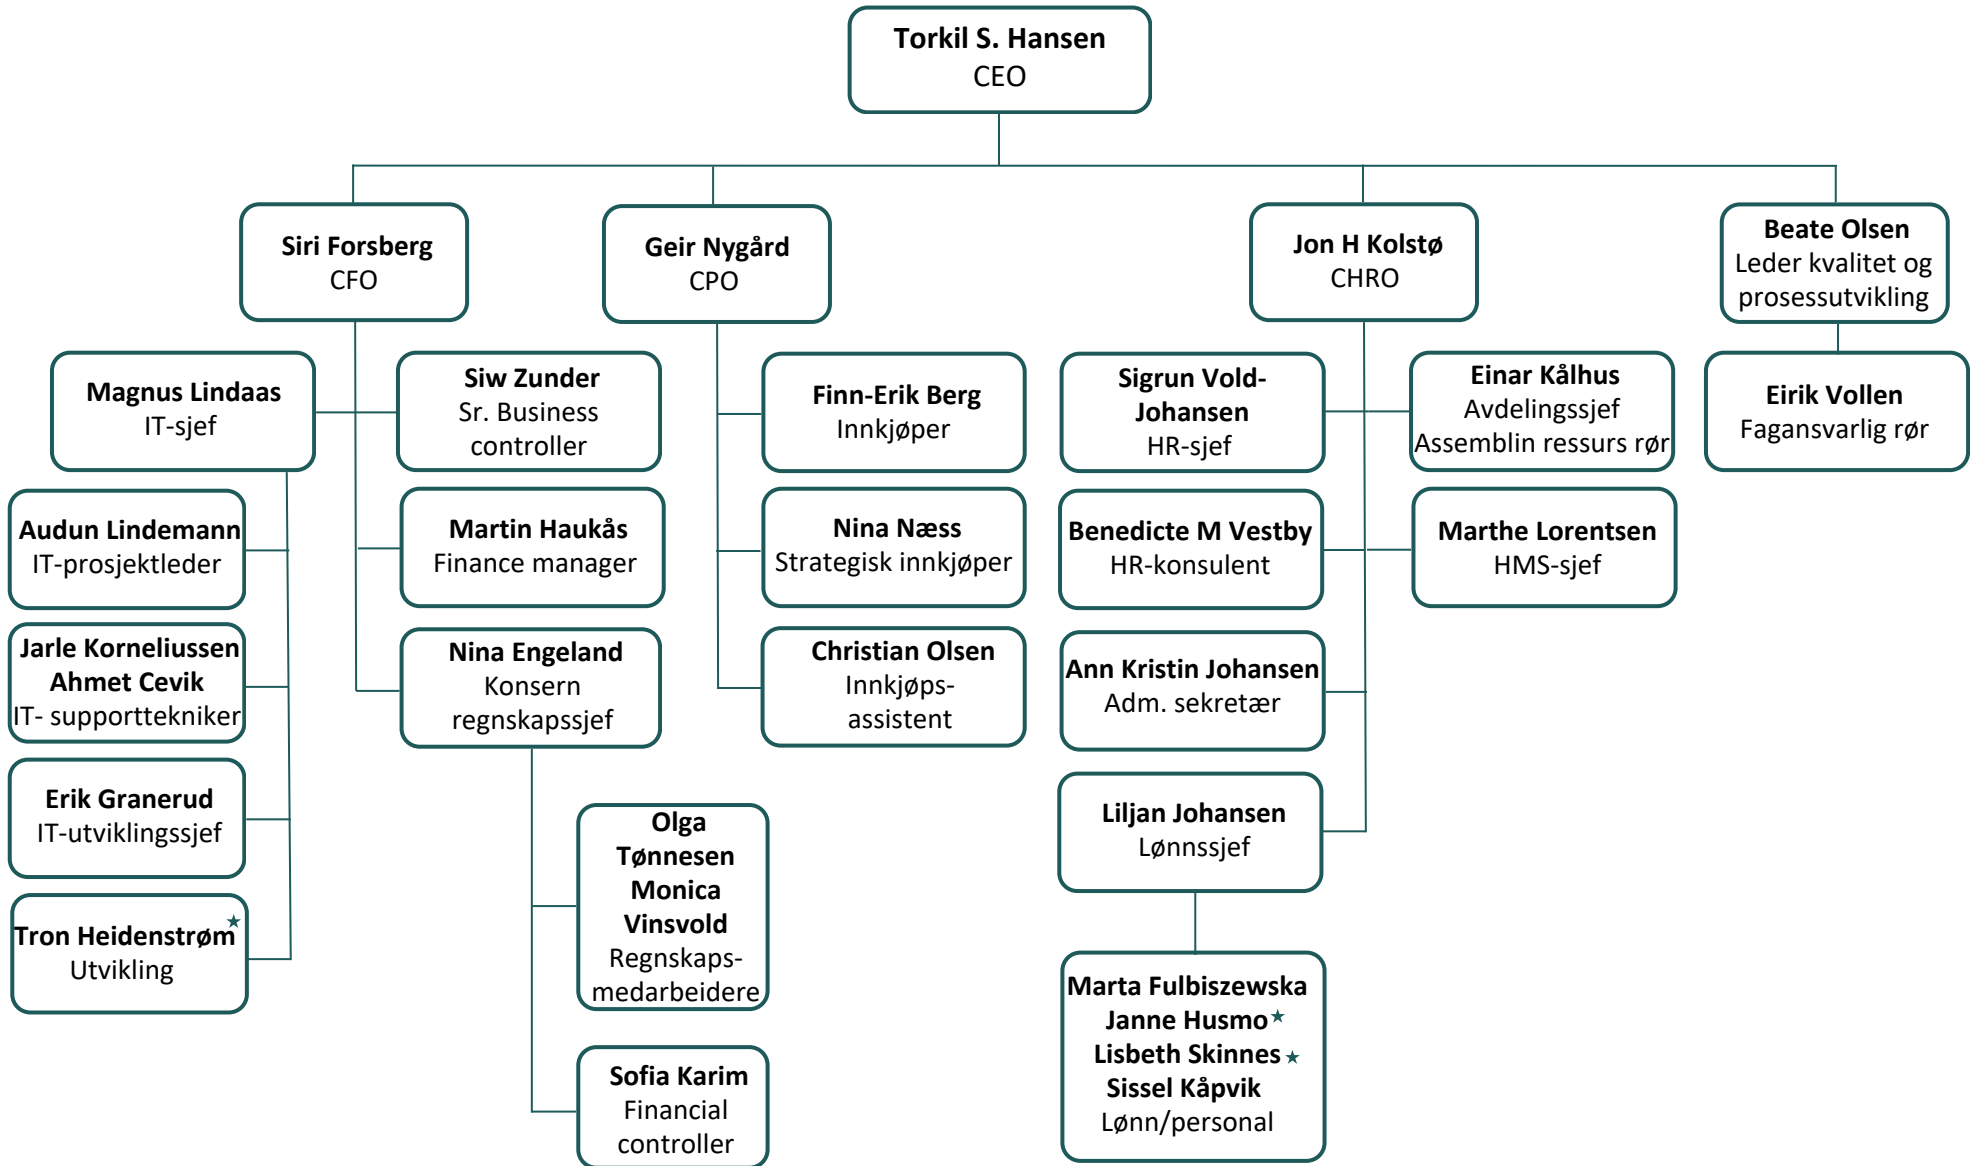 Torkil S. Hansen
CEO
Siri Forsberg
CFO
Geir Nygård
CPO
Jon H Kolstø
CHRO
Beate Olsen
Leder kvalitet og
prosessutvikling
Magnus Lindaas
IT-sjef
Siw Zunder
Sr. Business
controller
Finn-Erik Berg
Innkjøper
Sigrun Vold-
Johansen
HR-sjef
Einar Kålhus
Avdelingssjef
Assemblin ressurs rør
Eirik Vollen
Fagansvarlig rør
Audun Lindemann
IT-prosjektleder
Martin Haukås
Finance manager
Nina Næss
Strategisk innkjøper
Benedicte M Vestby
HR-konsulent
Marthe Lorentsen
HMS-sjef
Jarle Korneliussen
Ahmet Cevik
IT- supporttekniker
Nina Engeland
Konsern
regnskapssjef
Christian Olsen
Innkjøps-
assistent
Ann Kristin Johansen
Adm. sekretær
Erik Granerud
IT-utviklingssjef
Olga
Tønnesen
Monica
Vinsvold
Regnskaps-
medarbeidere
Liljan Johansen
Lønnssjef
Tron Heidenstrøm
Utvikling
Marta Fulbiszewska
Janne Husmo
Lisbeth Skinnes
Sissel Kåpvik
Lønn/personal
Sofia Karim
Financial
controller